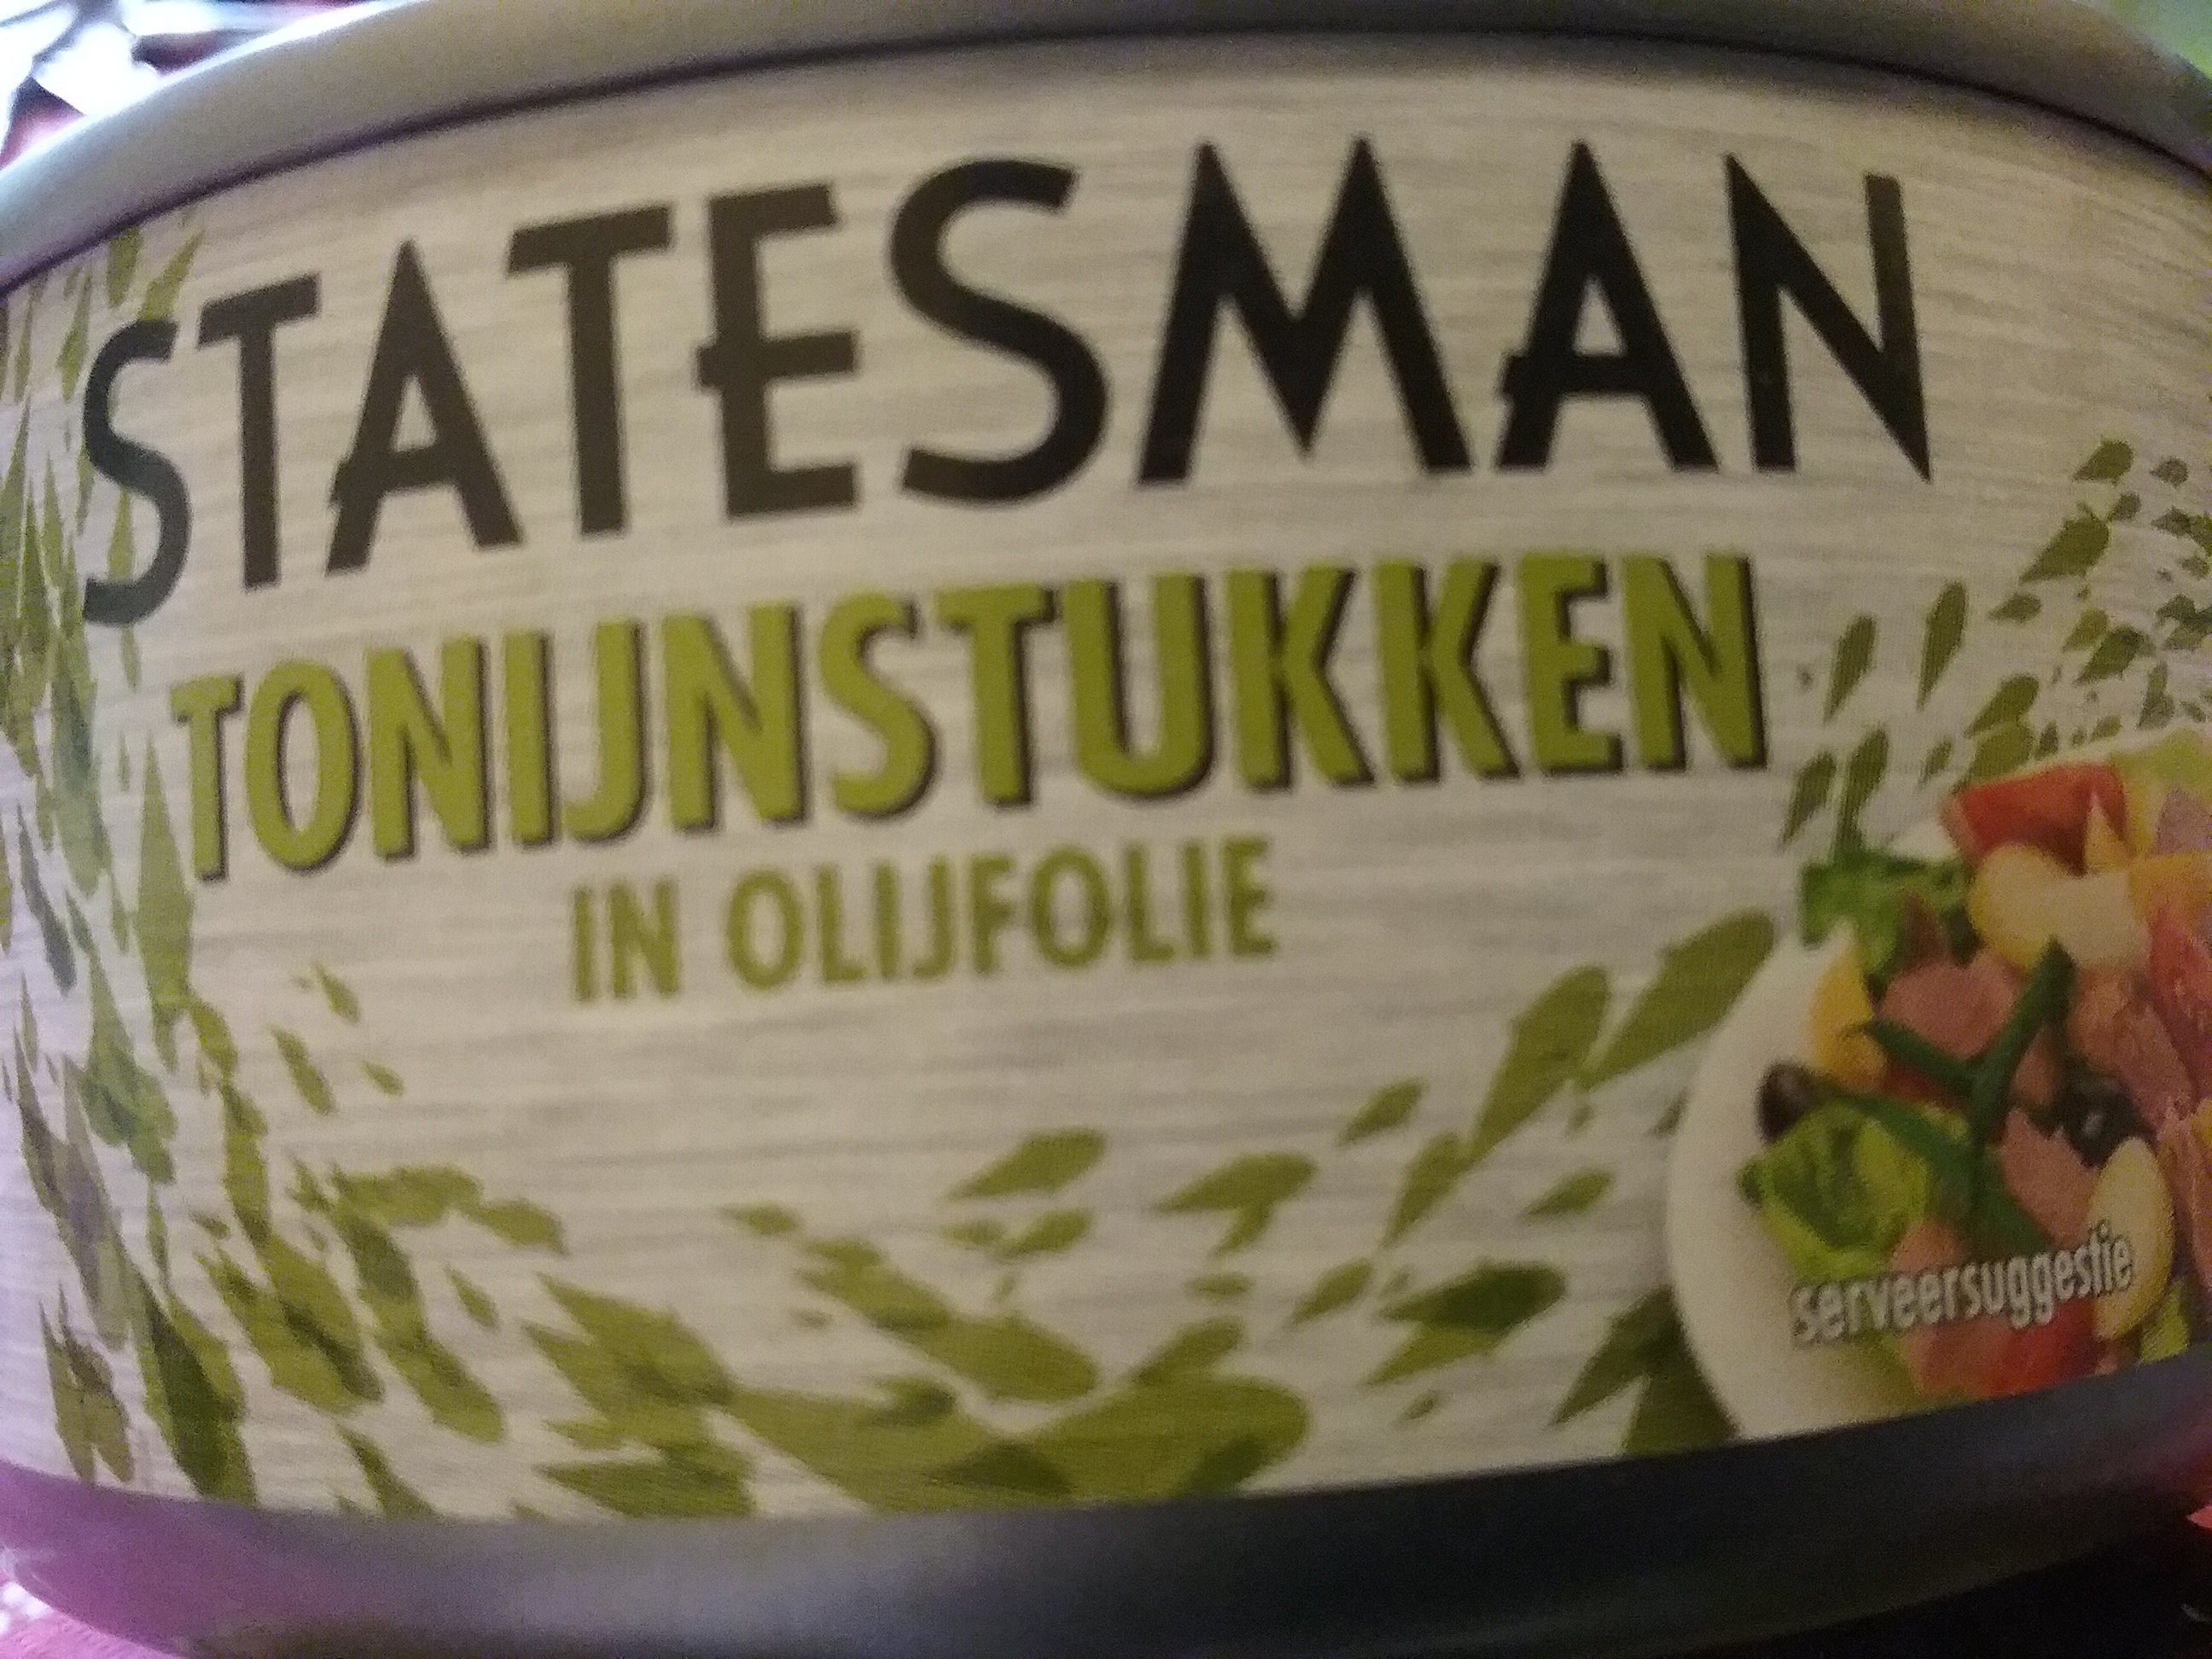 STATESMAN
TONIJNSTUKKEN
IN OLIJFOLIE
serveersuggestie